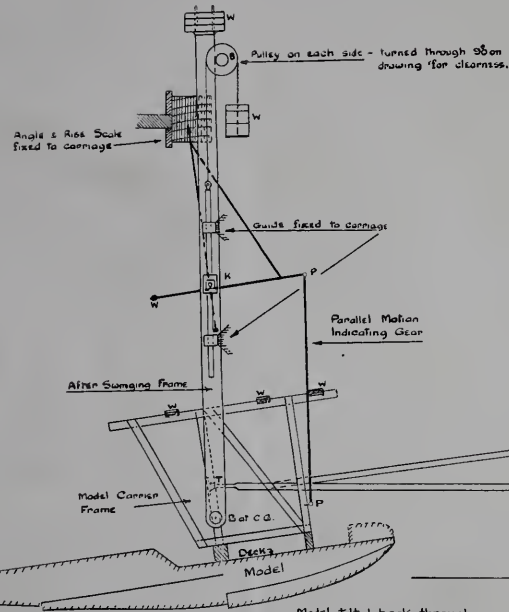 W
B
Pulley on each side - turned through 90 on
drawing for clearness.
W
Angle & Rise Scale
fixed to carriage
Guide fixed to carriage
K
P
W
Parallel Motion
Indicating Gear
After Swinging Frame
W
W
W
T
Model Carrier
Frame
P
B at C.G.
Deck
Model